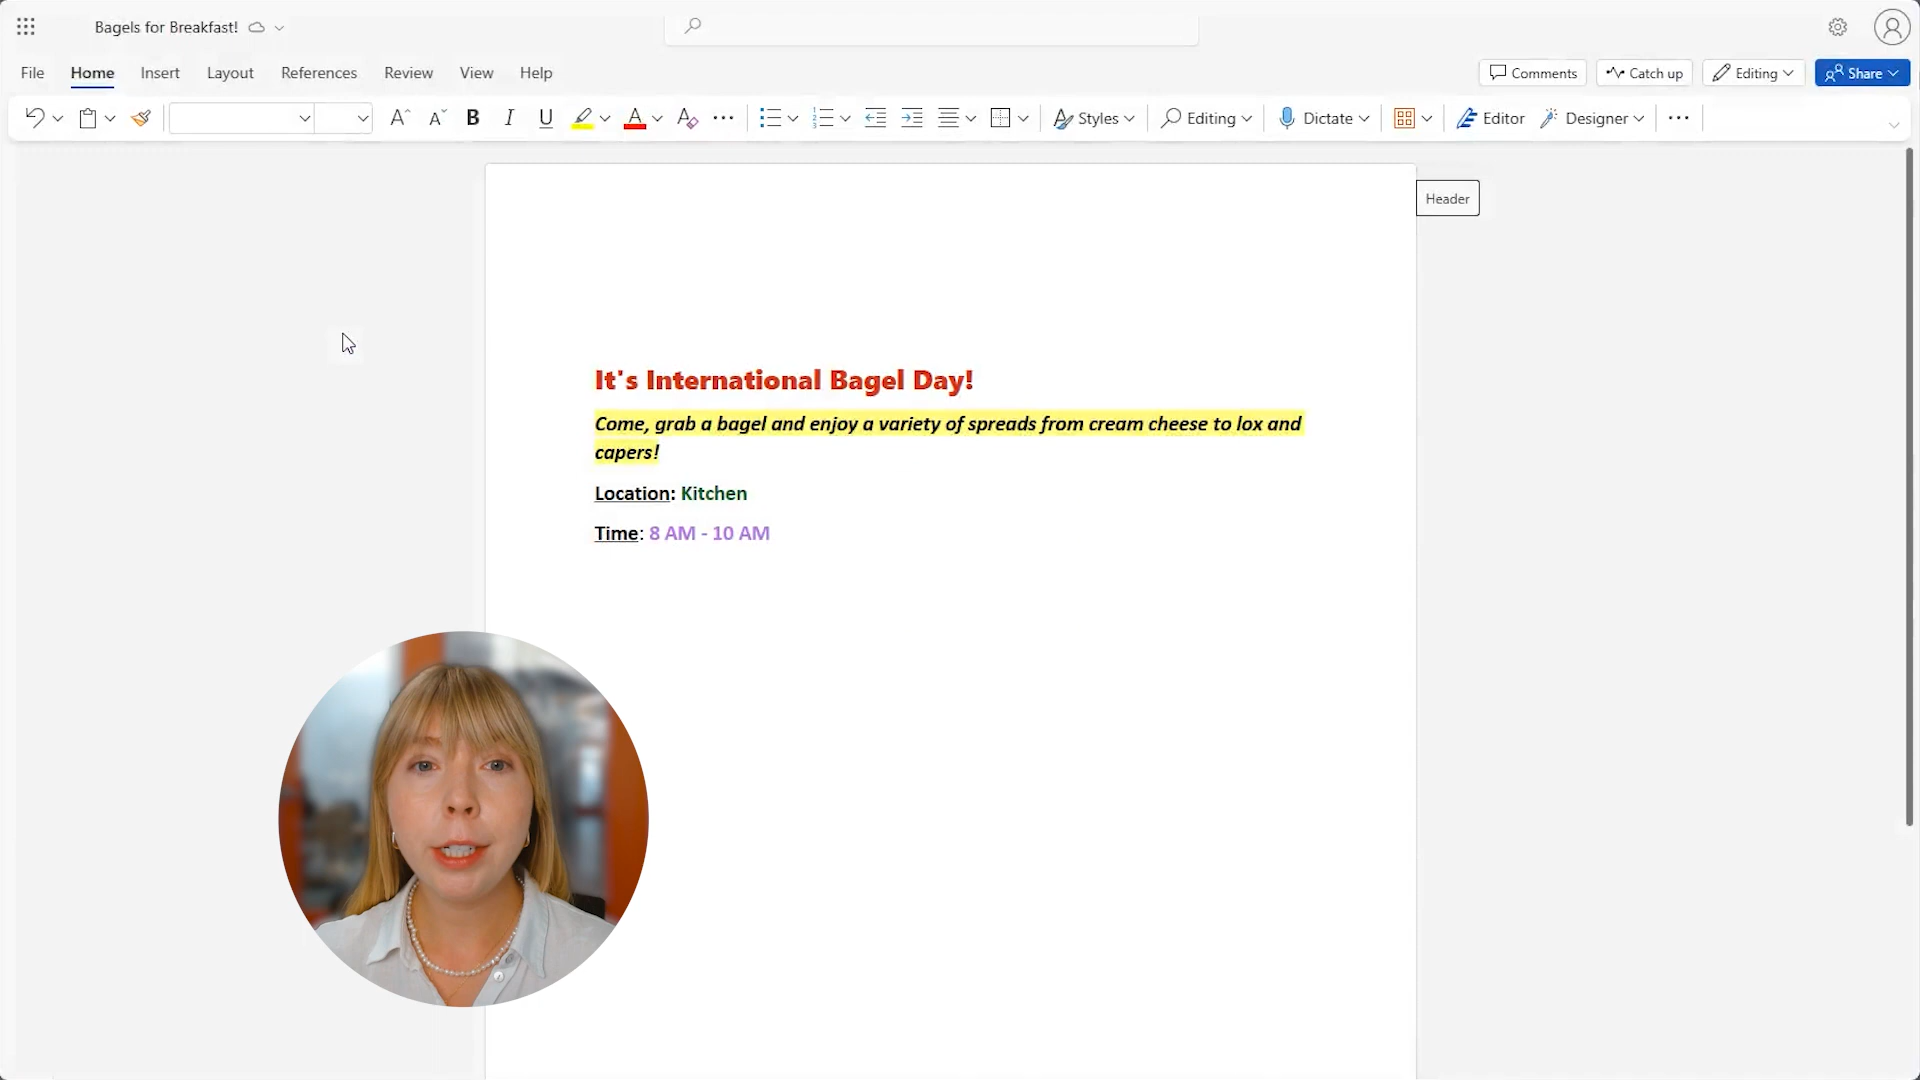 Bagels for Breakfast!
File Home Insert Layout References Review View Help
Comments Catch up Editing Share
B I U A Styles Editing Dictate Editor Designer
Header
It's International Bagel Day!
Come, grab a bagel and enjoy a variety of spreads from cream cheese to lox and
capers!
Location: Kitchen
Time: 8 AM - 10 AM